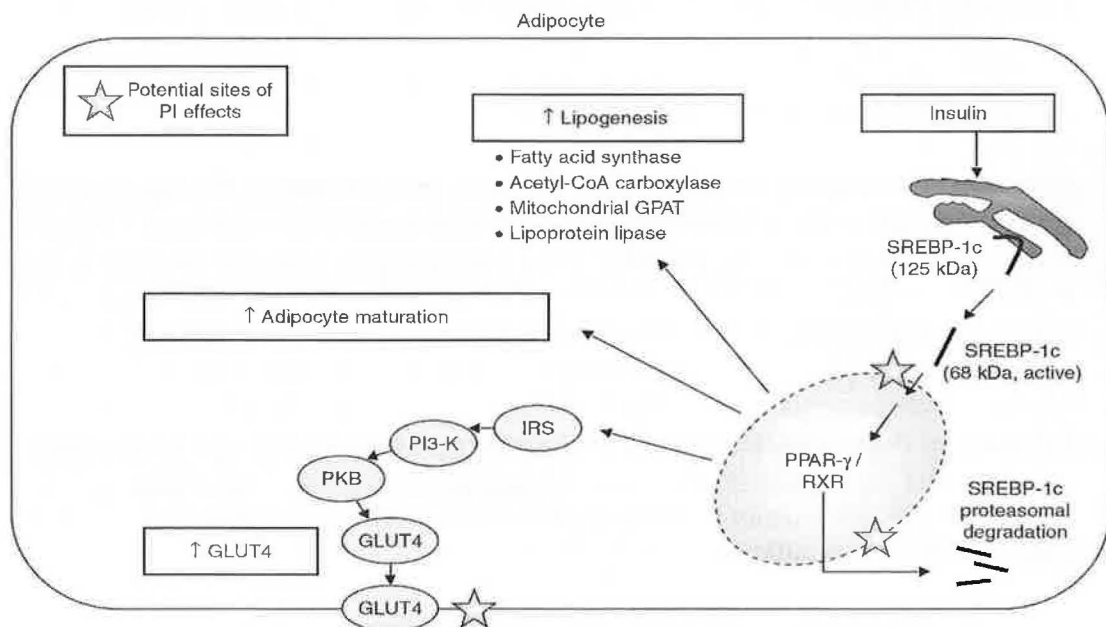 Adipocyte
Potential sites of
PI effects
↑ Lipogenesis
• Fatty acid synthase
• Acetyl-CoA carboxylase
• Mitochondrial GPAT
• Lipoprotein lipase
Insulin
SREBP-1c
(125 kDa)
SREBP-1c
(68 kDa, active)
↑ Adipocyte maturation
IRS
PI3-K
PKB
GLUT4
GLUT4
↑ GLUT4
PPAR-γ/
RXR
SREBP-1c
proteasomal
degradation